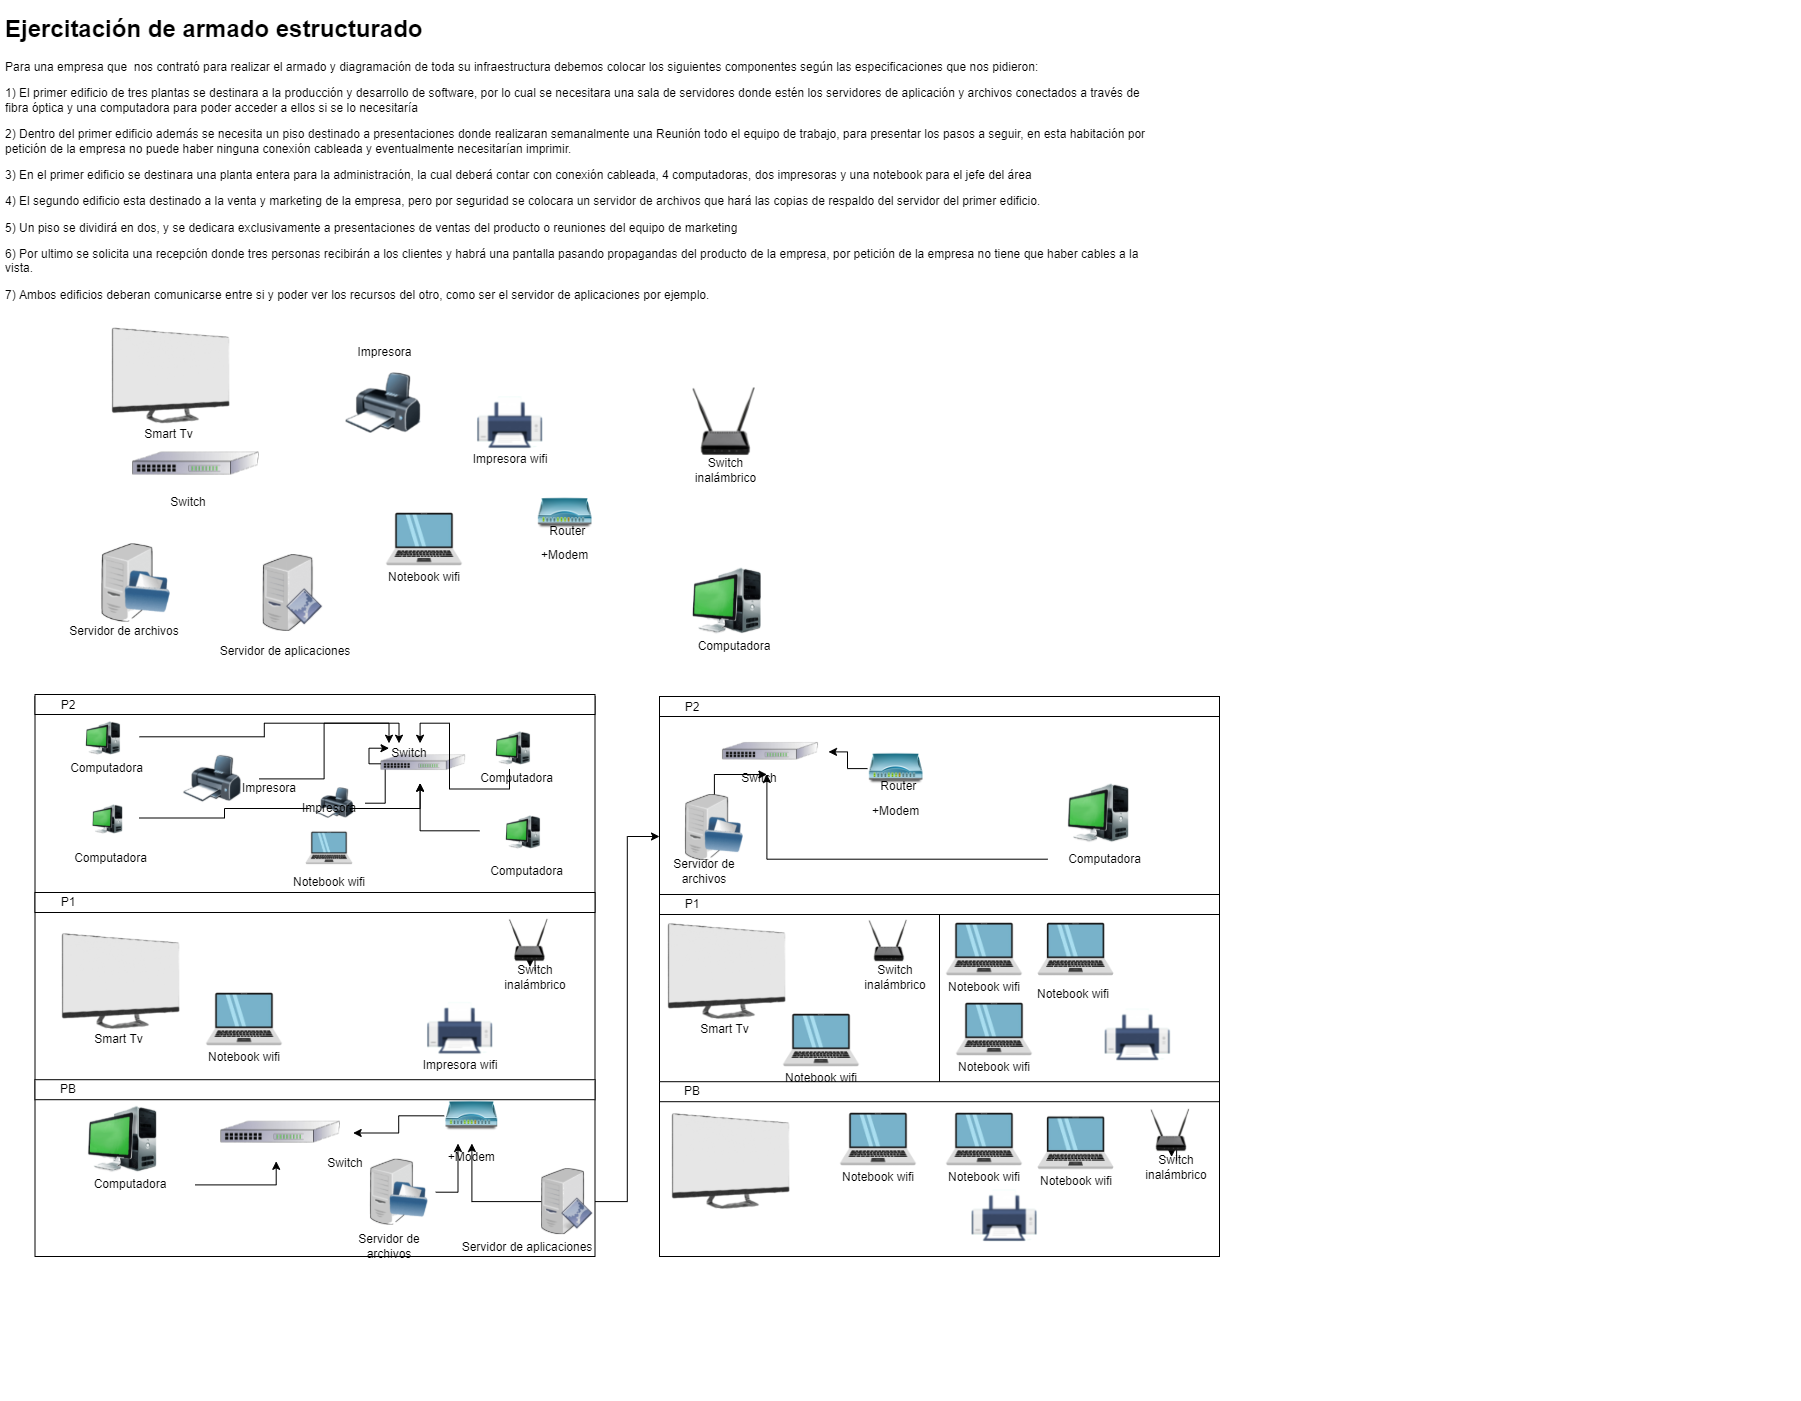 Ejercitación de armado estructurado
Para una empresa que  nos contrató para realizar el armado y diagramación de toda su infraestructura debemos colocar los siguientes componentes según las especificaciones que nos pidieron:
1) El primer edificio de tres plantas se destinara a la producción y desarrollo de software, por lo cual se necesitara una sala de servidores donde estén los servidores de aplicación y archivos conectados a través de
fibra óptica y una computadora para poder acceder a ellos si se lo necesitaría
2) Dentro del primer edificio además se necesita un piso destinado a presentaciones donde realizaran semanalmente una Reunión todo el equipo de trabajo, para presentar los pasos a seguir, en esta habitación por
petición de la empresa no puede haber ninguna conexión cableada y eventualmente necesitarían imprimir.
3) En el primer edificio se destinara una planta entera para la administración, la cual deberá contar con conexión cableada, 4 computadoras, dos impresoras y una notebook para el jefe del área
4) El segundo edificio esta destinado a la venta y marketing de la empresa, pero por seguridad se colocara un servidor de archivos que hará las copias de respaldo del servidor del primer edificio.
5) Un piso se dividirá en dos, y se dedicara exclusivamente a presentaciones de ventas del producto o reuniones del equipo de marketing
6) Por ultimo se solicita una recepción donde tres personas recibirán a los clientes y habrá una pantalla pasando propagandas del producto de la empresa, por petición de la empresa no tiene que haber cables a la
vista.
7) Ambos edificios deberan comunicarse entre si y poder ver los recursos del otro, como ser el servidor de aplicaciones por ejemplo.
Impresora
Smart Tv
Impresora wifi
Switch
inalámbrico
Switch
Router
+Modem
Notebook wifi
Servidor de archivos
Servidor de aplicaciones
Computadora
P2
Switch
Computadora
Computadora
Impresora
Impresora
Computadora
Computadora
Notebook wifi
P1
Switch
inalámbrico
Smart Tv
Notebook wifi
Impresora wifi
PB
+Modem
Switch
Computadora
Servidor de
archivos
Servidor de aplicaciones
P2
Switch
Router
+Modem
Servidor de
archivos
Computadora
P1
Switch
inalámbrico
Notebook wifi
Notebook wifi
Smart Tv
Notebook wifi
Notebook wifi
PB
Notebook wifi
Notebook wifi
Notebook wifi
Switch
inalámbrico